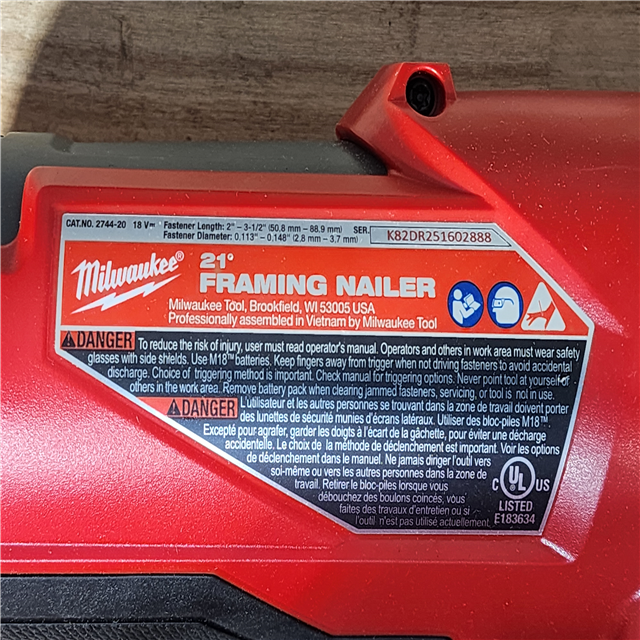 CAT.NO. 2744-20 18 V⎓ Fastener Length: 2" – 3-1/2" (50.8 mm – 88.9 mm) SER. K82DR251602888
Fastener Diameter: 0.113" – 0.148" (2.8 mm – 3.7 mm)
Milwaukee®
21°
FRAMING NAILER
Milwaukee Tool, Brookfield, WI 53005 USA
Professionally assembled in Vietnam by Milwaukee Tool
DANGER To reduce the risk of injury, user must read operator's manual. Operators and others in work area must wear safety
glasses with side shields. Use M18™ batteries. Keep fingers away from trigger when not driving fasteners to avoid accidental
discharge. Choice of triggering method is important. Check manual for triggering options. Never point tool at yourself or
others in the work area. Remove battery pack when clearing jammed fasteners, servicing, or tool is not in use.
DANGER L'utilisateur et les autres personnes se trouvant dans la zone de travail doivent porter
des lunettes de sécurité munies d'écrans latéraux. Utiliser des bloc-piles M18™.
Excepté pour agrafer, garder les doigts à l'écart de la gâchette, pour éviter une décharge
accidentelle. Le choix de la méthode de déclenchement est important. Voir les options
de déclenchement dans le manuel. Ne jamais diriger l'outil vers
soi-même ou vers les autres personnes dans la zone de
travail. Retirer le bloc-piles lorsque vous
débouchez des boulons coincés, vous
faites des travaux d'entretien ou si
l'outil n'est pas utilisé actuellement.
C UL US
LISTED
E183634